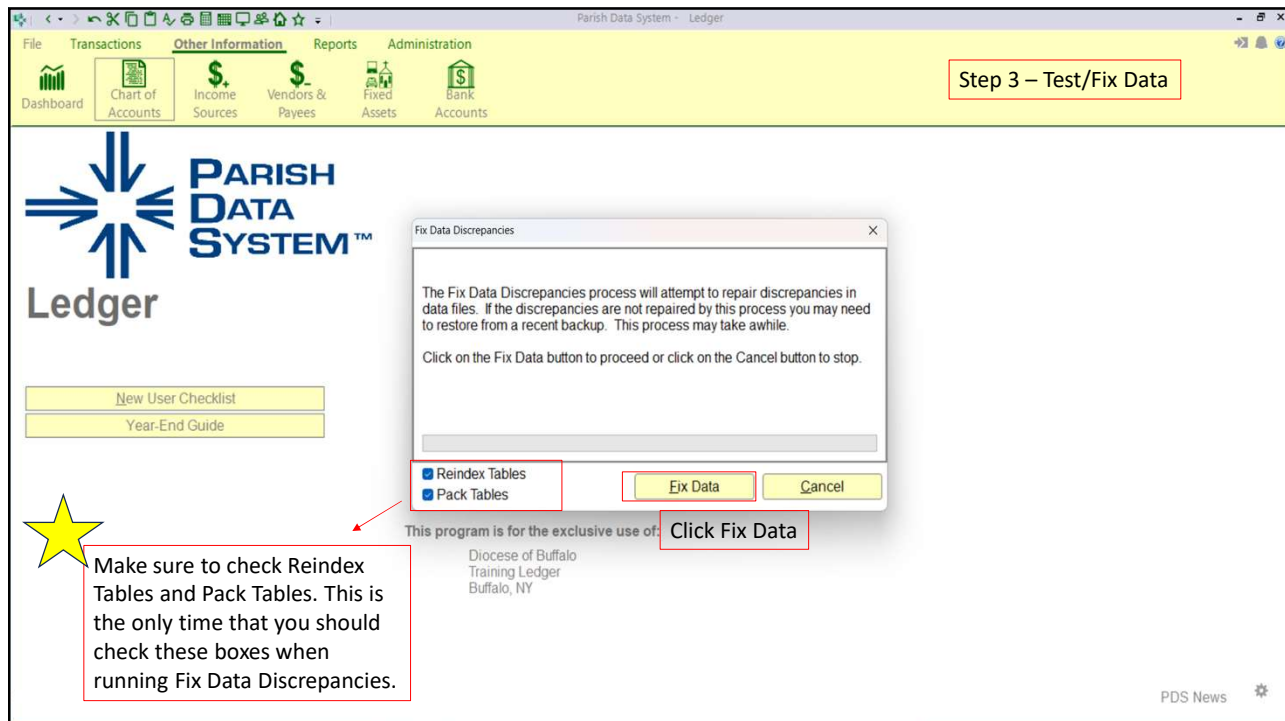 Parish Data System - Ledger
File Transactions Other Information Reports Administration
Step 3 – Test/Fix Data
Dashboard
Chart of Accounts
Income Sources
Vendors & Payees
Fixed Assets
Bank Accounts
PARISH
DATA
SYSTEM™
Ledger
New User Checklist
Year-End Guide
Fix Data Discrepancies
The Fix Data Discrepancies process will attempt to repair discrepancies in
data files. If the discrepancies are not repaired by this process you may need
to restore from a recent backup. This process may take awhile.
Click on the Fix Data button to proceed or click on the Cancel button to stop.
Reindex Tables
Pack Tables
Fix Data
Cancel
Click Fix Data
This program is for the exclusive use of:
Diocese of Buffalo
Training Ledger
Buffalo, NY
Make sure to check Reindex
Tables and Pack Tables. This is
the only time that you should
check these boxes when
running Fix Data Discrepancies.
PDS News